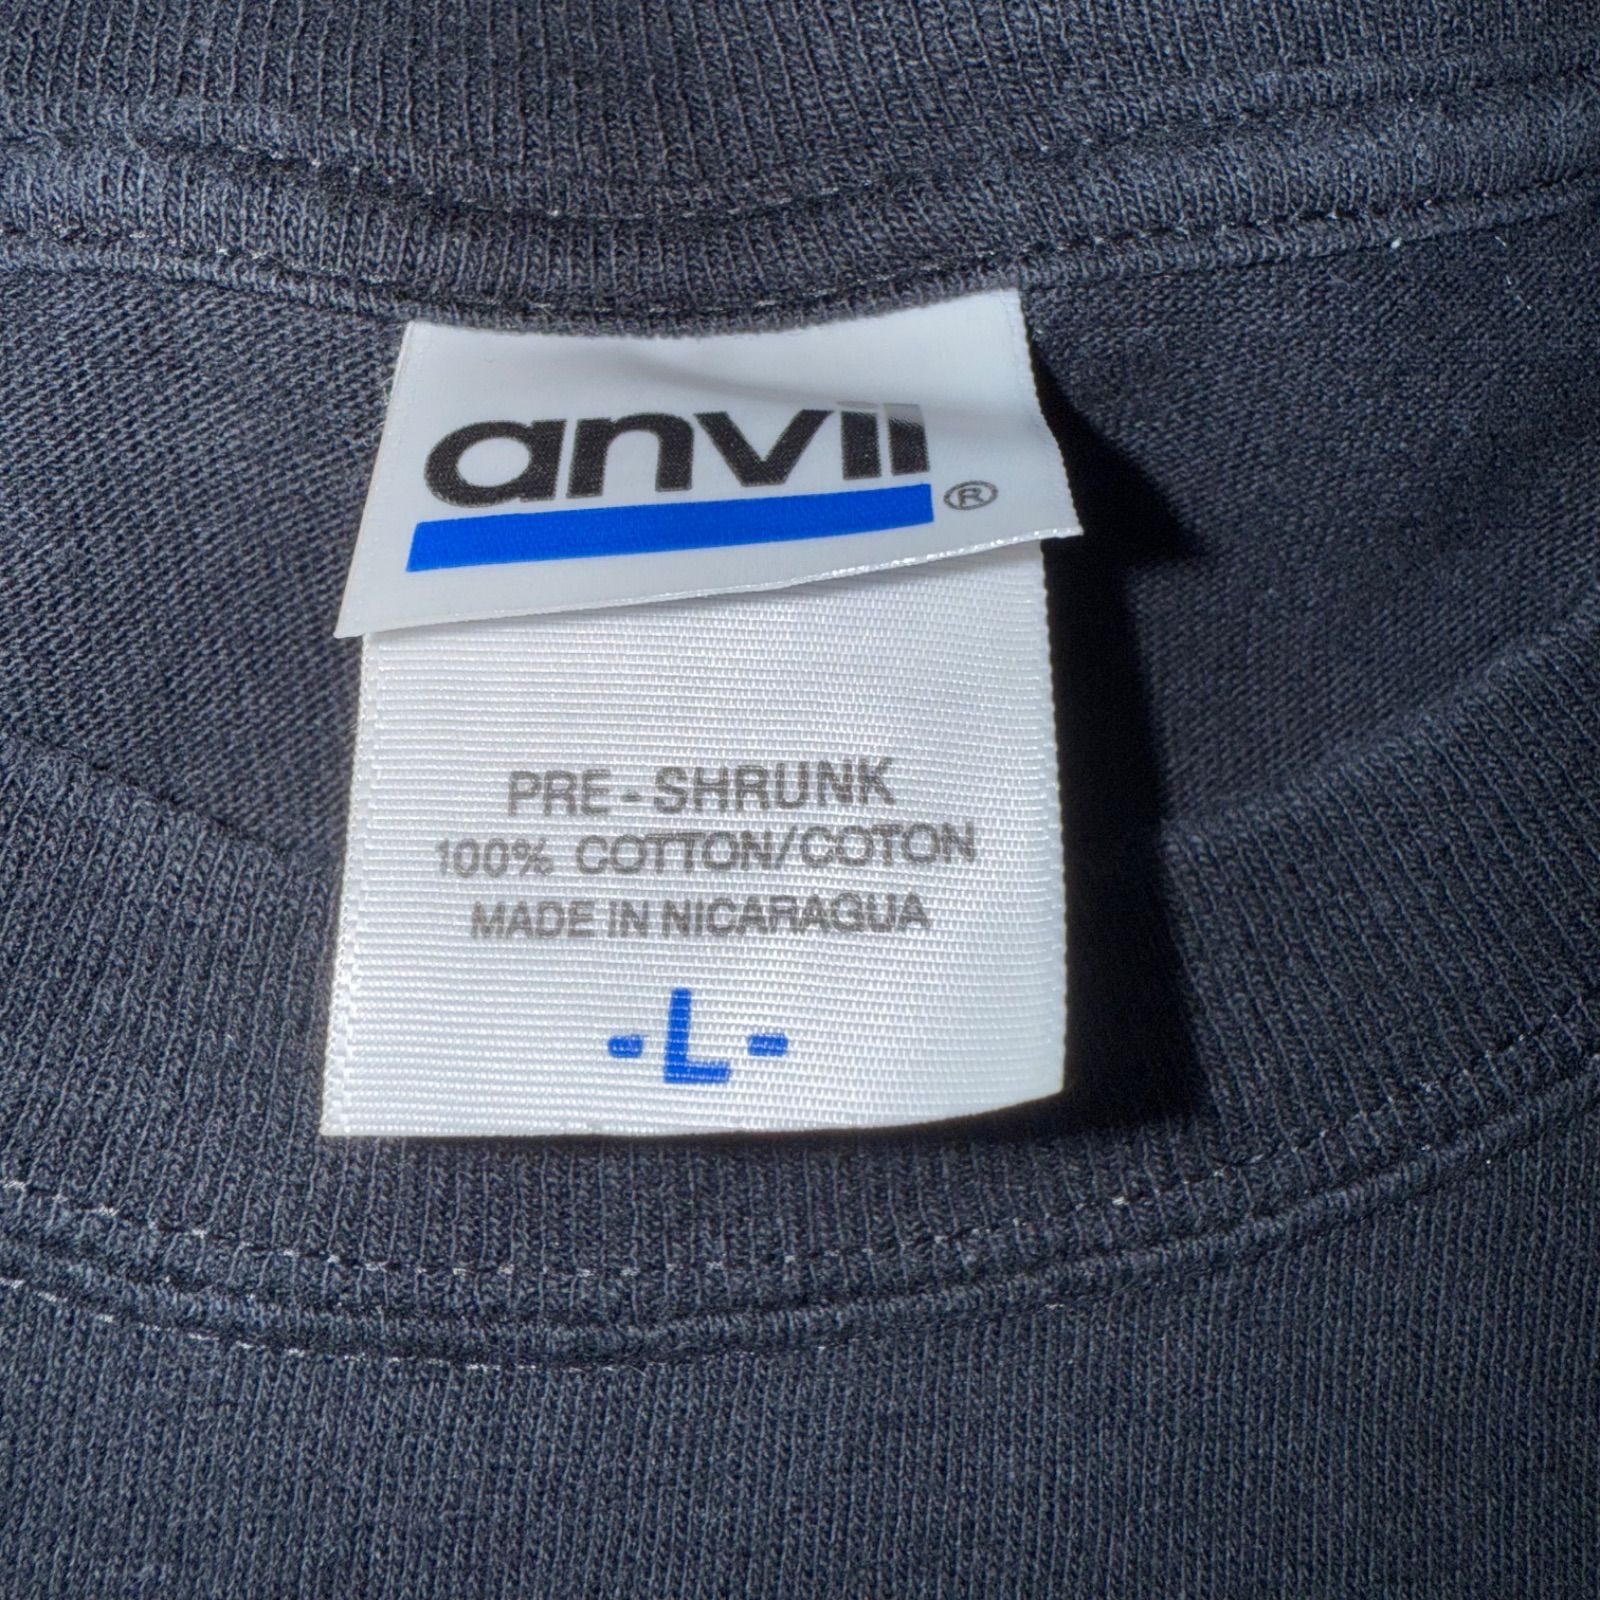 anvil
®
PRE-SHRUNK
100% COTTON/COTON
MADE IN NICARAGUA
-L-